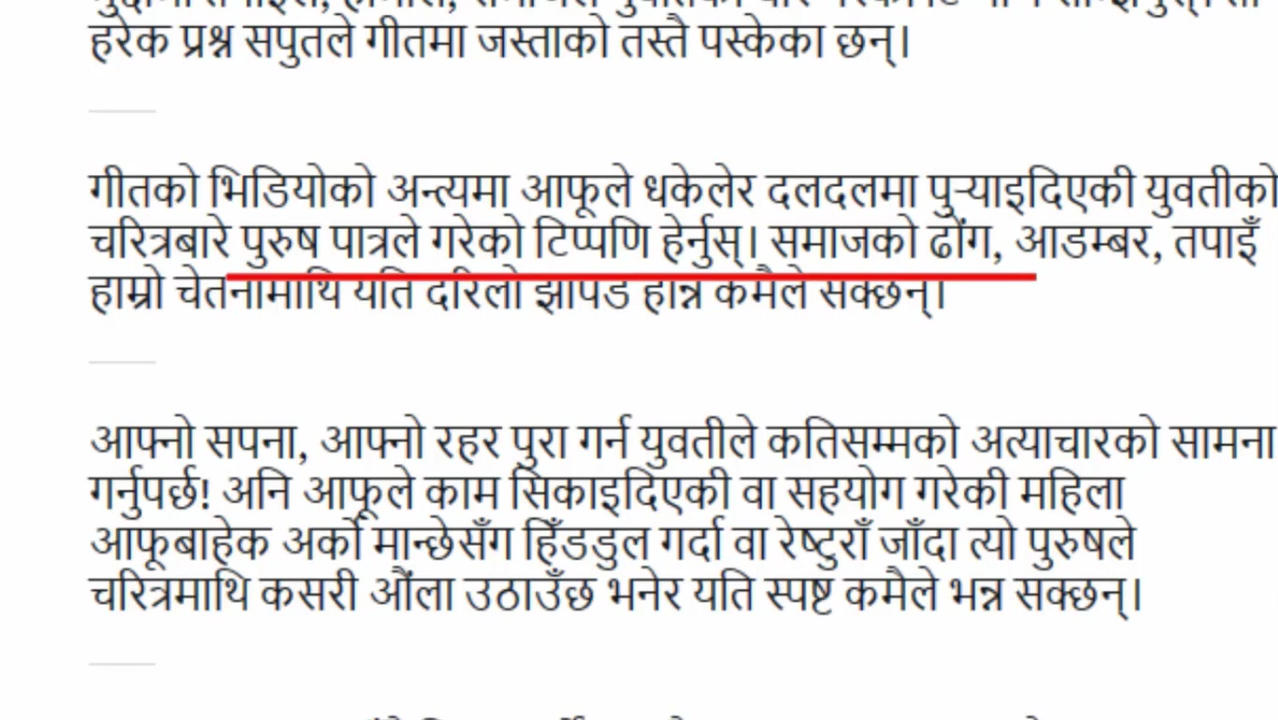 हरेक प्रश्न सपुतले गीतमा जस्ताको तस्तै पस्केका छन्।
गीतको भिडियोको अन्त्यमा आफूले धकेलेर दलदलमा पुर्‍याइदिएकी युवतीको
चरित्रबारे पुरुष पात्रले गरेको टिप्पणि हेर्नुस्। समाजको ढोंग, आडम्बर, तपाइँ
हाम्रो चेतनामाथि यति दरिलो झापड हान्न कमैले सक्छन्।
आफ्नो सपना, आफ्नो रहर पुरा गर्न युवतीले कतिसम्मको अत्याचारको सामना
गर्नुपर्छ! अनि आफूले काम सिकाइदिएकी वा सहयोग गरेकी महिला
आफूबाहेक अर्को मान्छेसँग हिँडडुल गर्दा वा रेष्टुराँ जाँदा त्यो पुरुषले
चरित्रमाथि कसरी औंला उठाउँछ भनेर यति स्पष्ट कमैले भन्न सक्छन्।